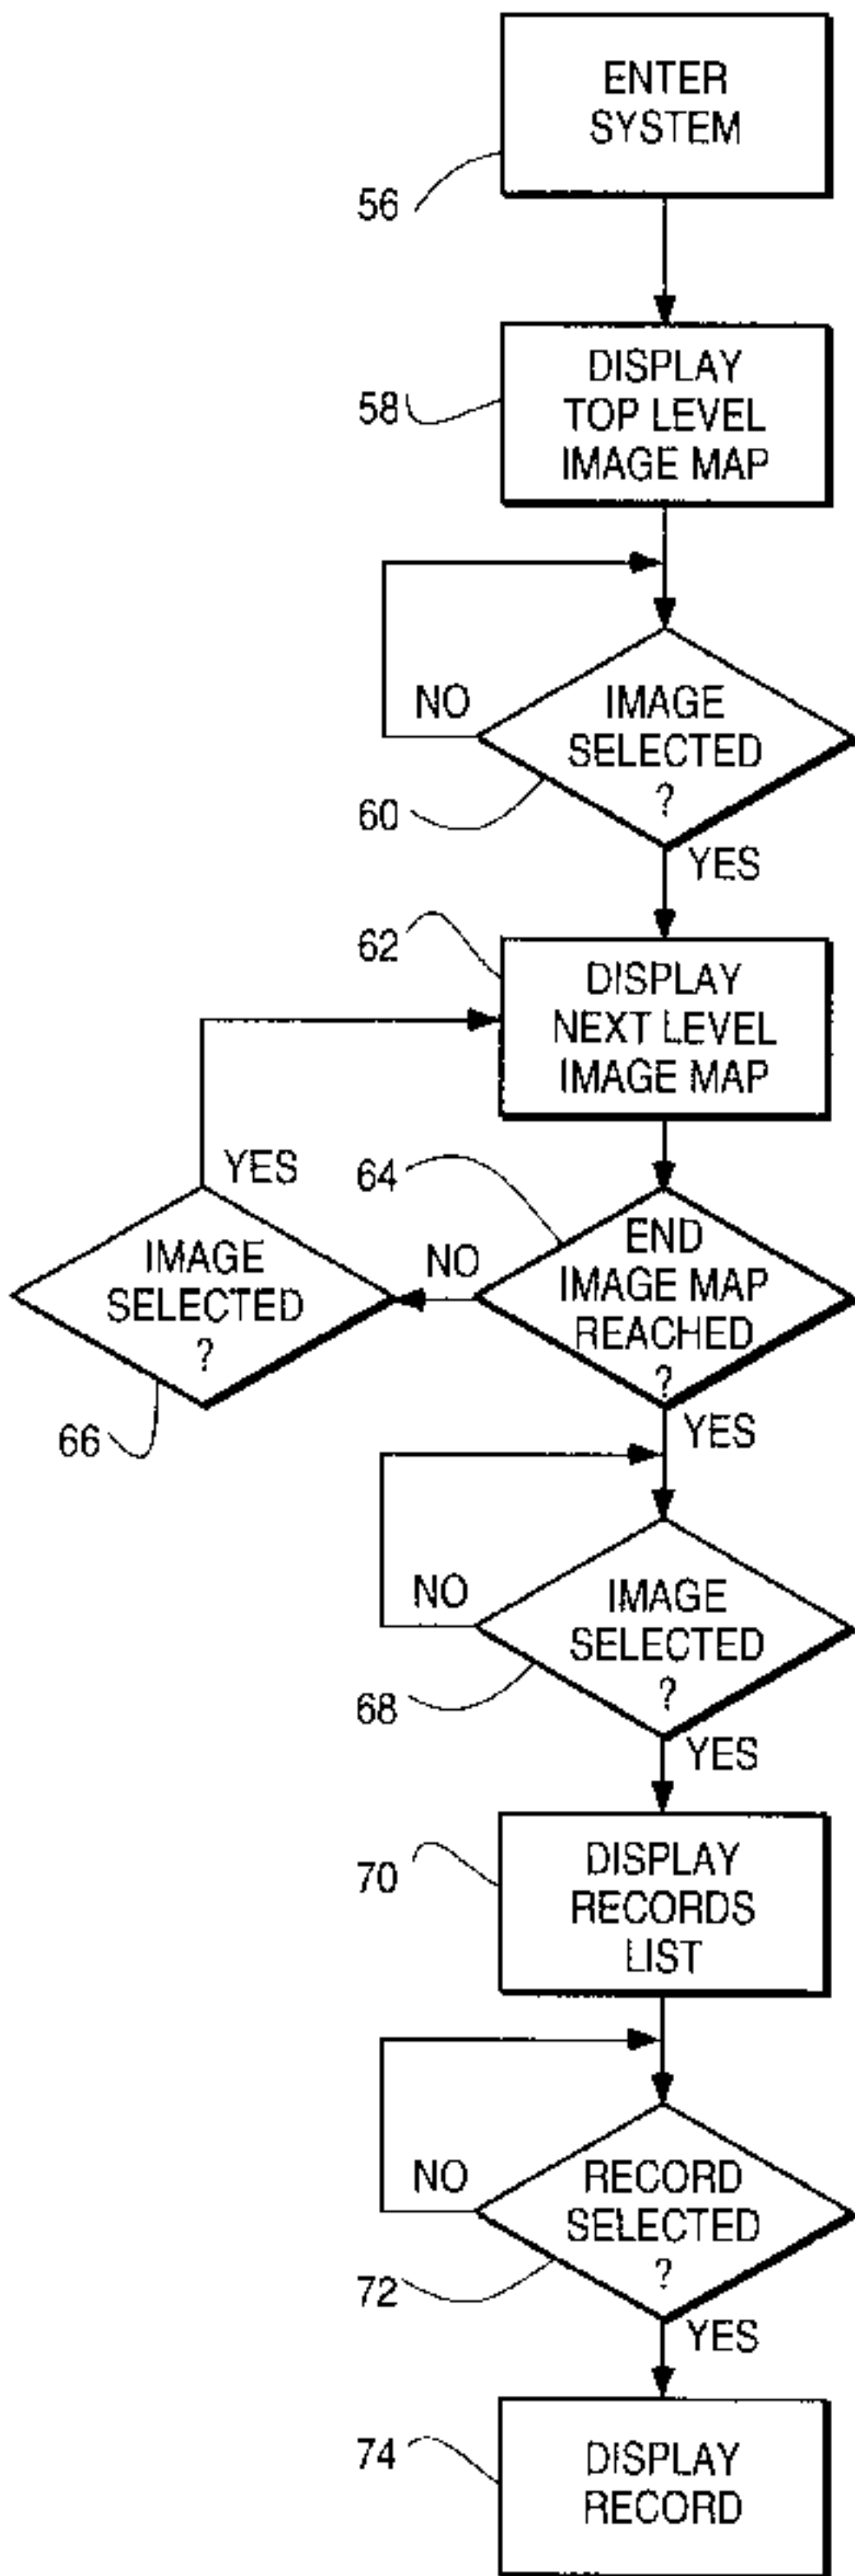 ENTER
SYSTEM
56
DISPLAY
TOP LEVEL
IMAGE MAP
58
NO
IMAGE
SELECTED
?
60
YES
62
DISPLAY
NEXT LEVEL
IMAGE MAP
YES
64
IMAGE
SELECTED
?
NO
END
IMAGE MAP
REACHED
?
66
YES
NO
IMAGE
SELECTED
?
68
YES
70
DISPLAY
RECORDS
LIST
NO
RECORD
SELECTED
?
72
YES
74
DISPLAY
RECORD